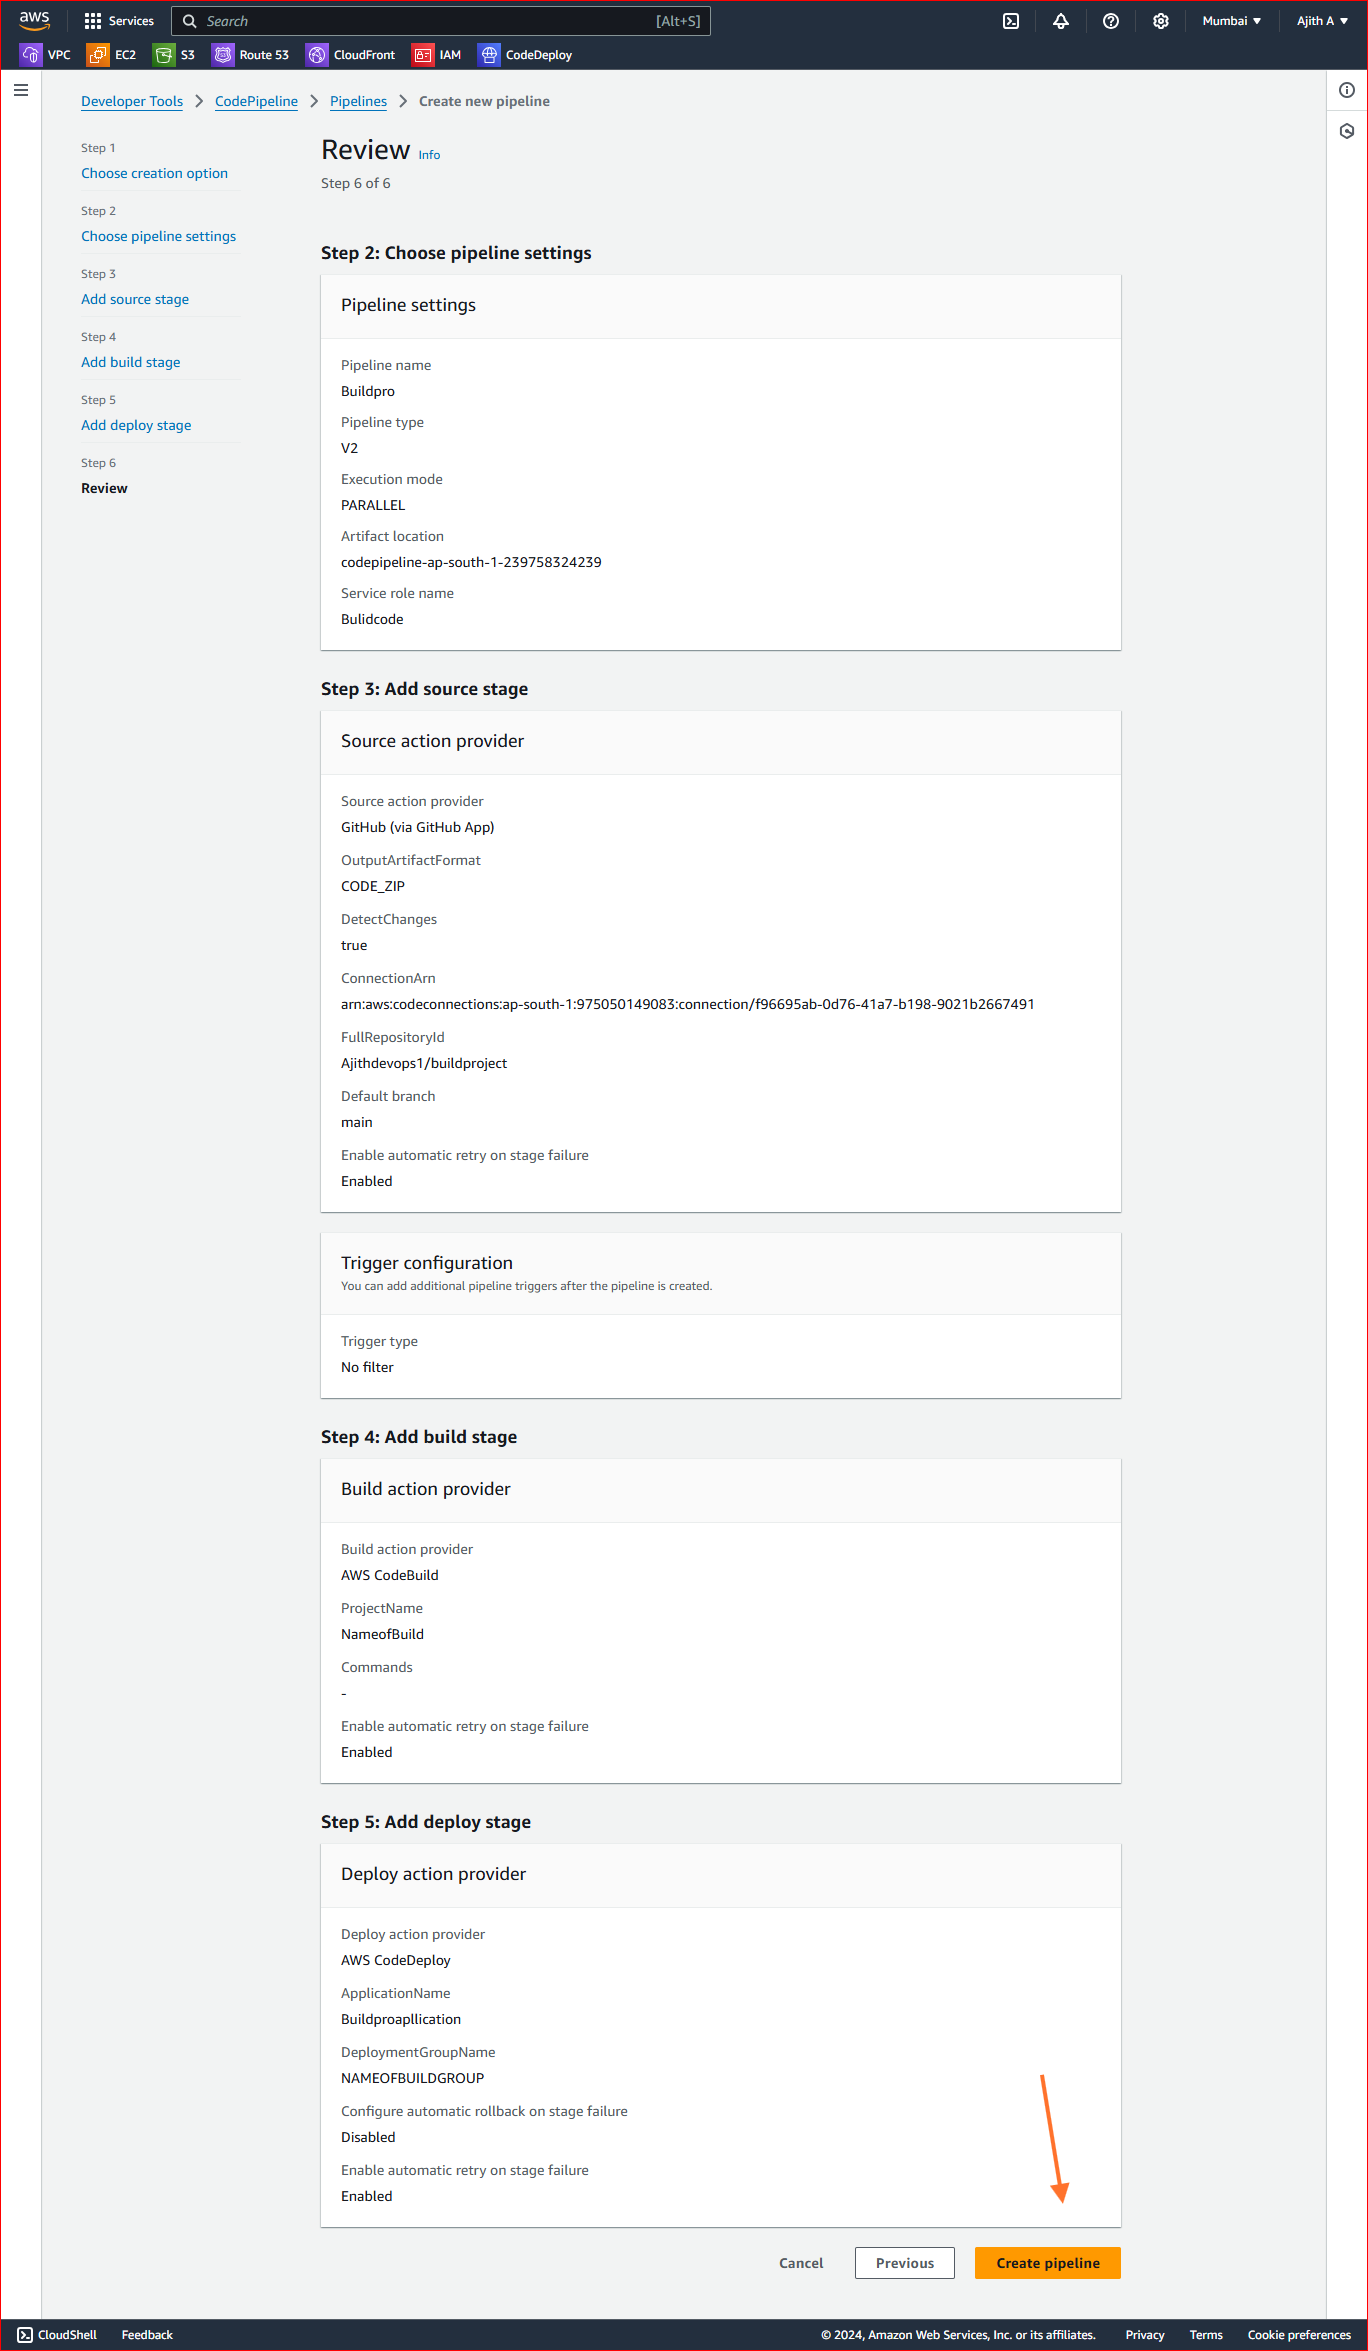 aws Services Search [Alt+S] Mumbai ▼ Ajith A ▼
VPC EC2 S3 Route 53 CloudFront IAM CodeDeploy
Developer Tools > CodePipeline > Pipelines > Create new pipeline
Step 1
Choose creation option
Step 2
Choose pipeline settings
Step 3
Add source stage
Step 4
Add build stage
Step 5
Add deploy stage
Step 6
Review
Review Info
Step 6 of 6
Step 2: Choose pipeline settings
Pipeline settings
Pipeline name
Buildpro
Pipeline type
V2
Execution mode
PARALLEL
Artifact location
codepipeline-ap-south-1-239758324239
Service role name
Bulidcode
Step 3: Add source stage
Source action provider
Source action provider
GitHub (via GitHub App)
OutputArtifactFormat
CODE_ZIP
DetectChanges
true
ConnectionArn
arn:aws:codeconnections:ap-south-1:975050149083:connection/f96695ab-0d76-41a7-b198-9021b2667491
FullRepositoryId
Ajithdevops1/buildproject
Default branch
main
Enable automatic retry on stage failure
Enabled
Trigger configuration
You can add additional pipeline triggers after the pipeline is created.
Trigger type
No filter
Step 4: Add build stage
Build action provider
Build action provider
AWS CodeBuild
ProjectName
NameofBuild
Commands
-
Enable automatic retry on stage failure
Enabled
Step 5: Add deploy stage
Deploy action provider
Deploy action provider
AWS CodeDeploy
ApplicationName
Buildproapllication
DeploymentGroupName
NAMEOFBUILDGROUP
Configure automatic rollback on stage failure
Disabled
Enable automatic retry on stage failure
Enabled
Cancel Previous Create pipeline
CloudShell Feedback © 2024, Amazon Web Services, Inc. or its affiliates. Privacy Terms Cookie preferences